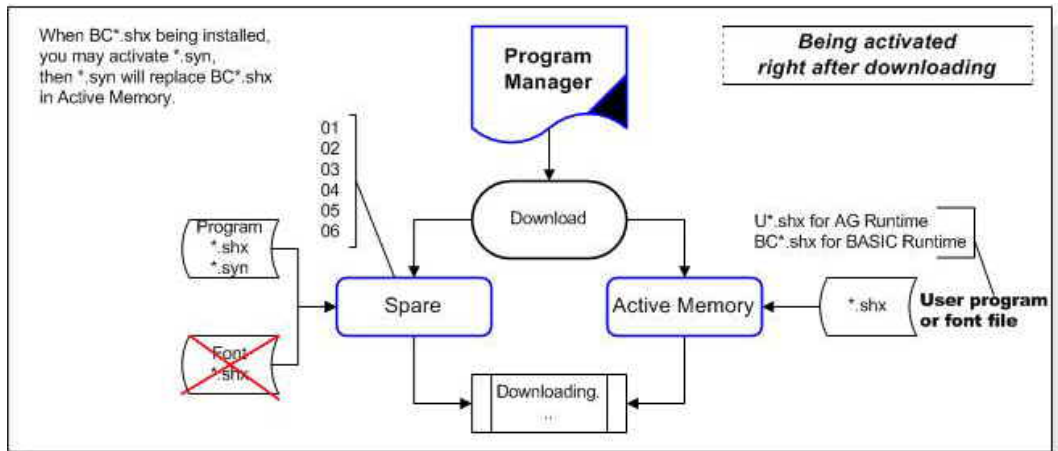 When BC*.shx being installed,
you may activate *.syn,
then *.syn will replace BC*.shx
in Active Memory.
Program
Manager
Being activated
right after downloading
01
02
03
04
05
06
Download
U*.shx for AG Runtime
BC*.shx for BASIC Runtime
Program
*.shx
*.syn
Spare
Active Memory
*.shx
User program
or font file
Font
*.shx
Downloading.
...